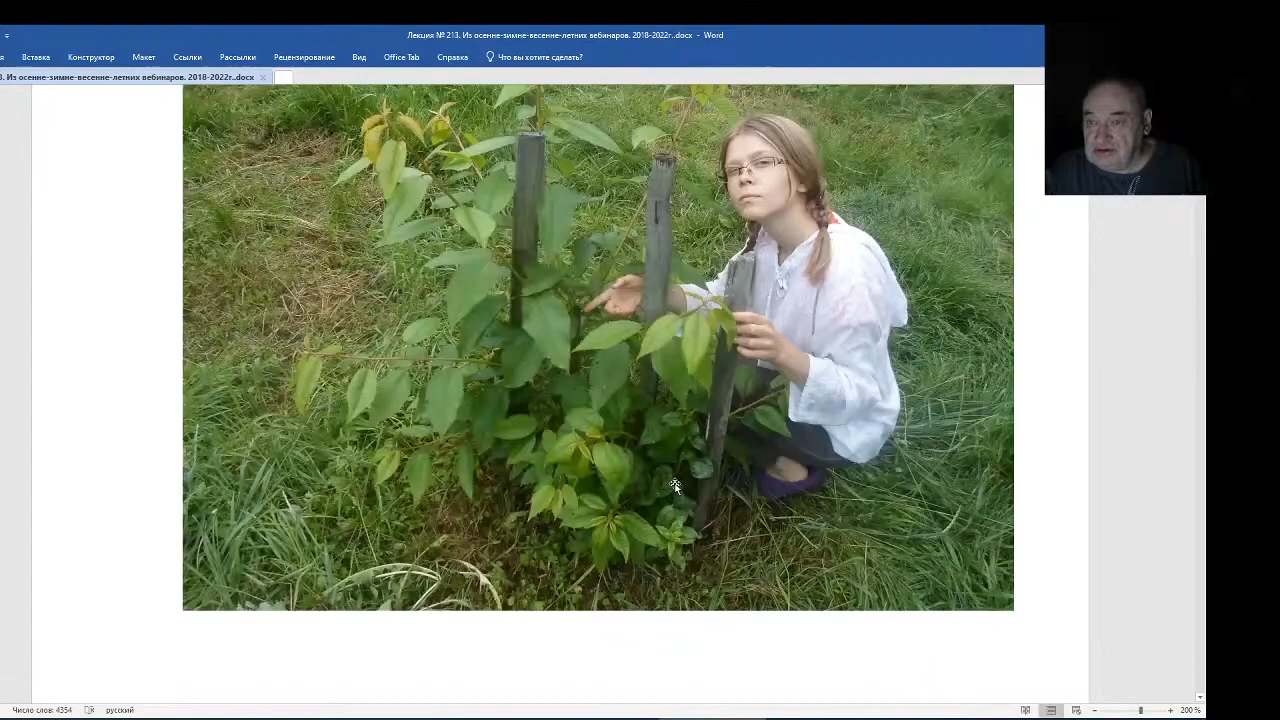 Лекция № 213. Из осенне-зимне-весенне-летних вебинаров. 2018-2022г..docx - Word
Вставка Конструктор Макет Ссылки Рассылки Рецензирование Вид Office Tab Справка Что вы хотите сделать?
3. Из осенне-зимне-весенне-летних вебинаров. 2018-2022г..docx
Число слов: 4354 русский 200 %